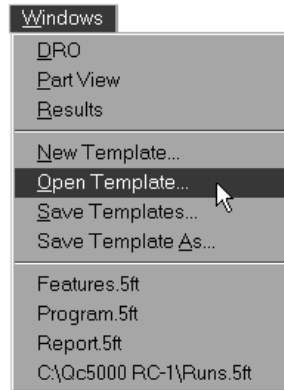 Windows
DRO
Part View
Results
New Template...
Open Template...
Save Templates...
Save Template As...
Features.5ft
Program.5ft
Report.5ft
C:\Qc5000 RC-1\Runs.5ft